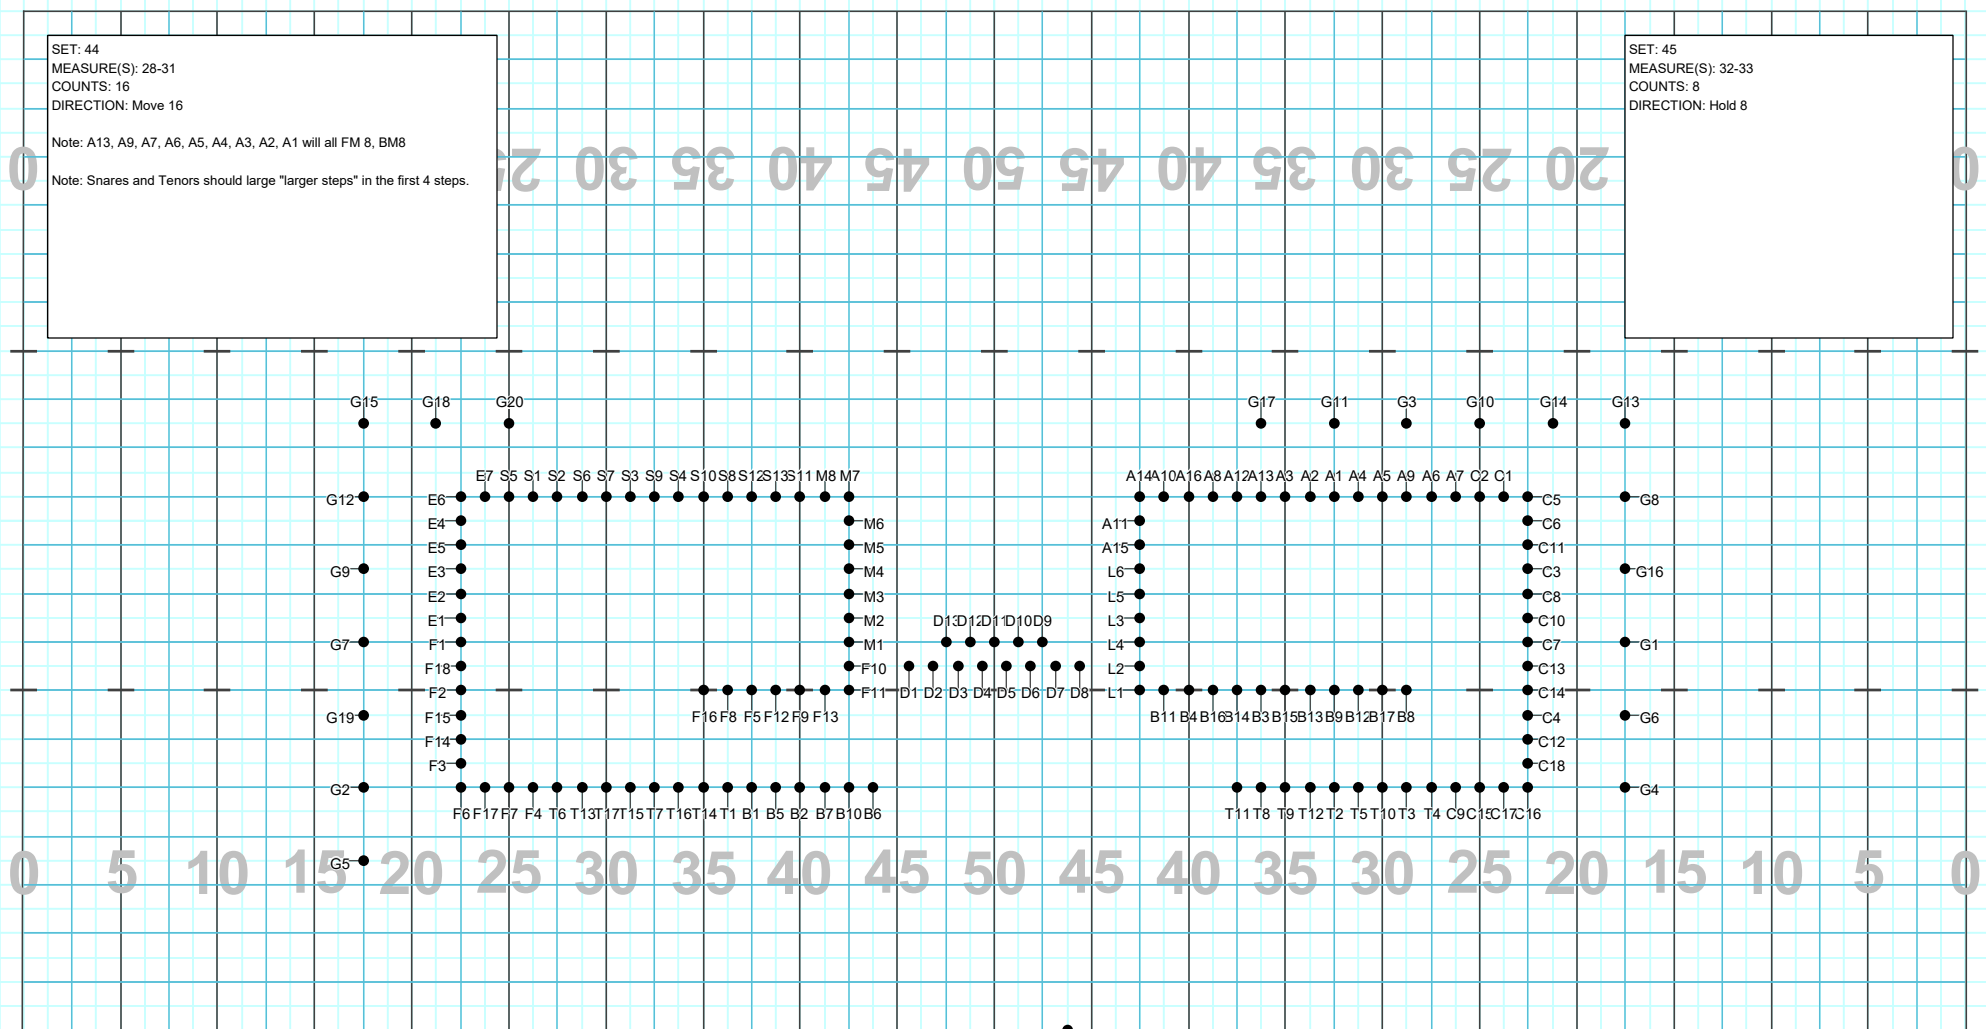 SET: 44
MEASURE(S): 28-31
COUNTS: 16
DIRECTION: Move 16
Note: A13, A9, A7, A6, A5, A4, A3, A2, A1 will all FM 8, BM8
Note: Snares and Tenors should large "larger steps" in the first 4 steps.
SET: 45
MEASURE(S): 32-33
COUNTS: 8
DIRECTION: Hold 8
0 25 30 35 40 45 50 45 40 35 30 25 20 0
G15 G18 G20 G17 G11 G3 G10 G14 G13
E7 S5 S1 S2 S6 S7 S3 S9 S4 S10 S8 S12 S13 S11 M8 M7 A14 A10 A16 A8 A12 A13 A3 A2 A1 A4 A5 A9 A6 A7 C2 C1
G12 E6 C5 G8
E4 M6 A11 C6
E5 M5 A15 C11
G9 E3 M4 L6 C3 G16
E2 M3 L5 C8
E1 M2 D13 D12 D11 D10 D9 L3 C10
G7 F1 M1 L4 C7 G1
F18 F10 L2 C13
F2 F11 D1 D2 D3 D4 D5 D6 D7 D8 L1 C14
G19 F15 F16 F8 F5 F12 F9 F13 B11 B4 B16 B14 B3 B15 B13 B9 B12 B17 B8 C4 G6
F14 C12
F3 C18
G2 G4
F6 F17 F7 F4 T6 T13 T17 T15 T7 T16 T14 T1 B1 B5 B2 B7 B10 B6 T11 T8 T9 T12 T2 T5 T10 T3 T4 C9 C15 C17 C16
G5
0 5 10 15 20 25 30 35 40 45 50 45 40 35 30 25 20 15 10 5 0